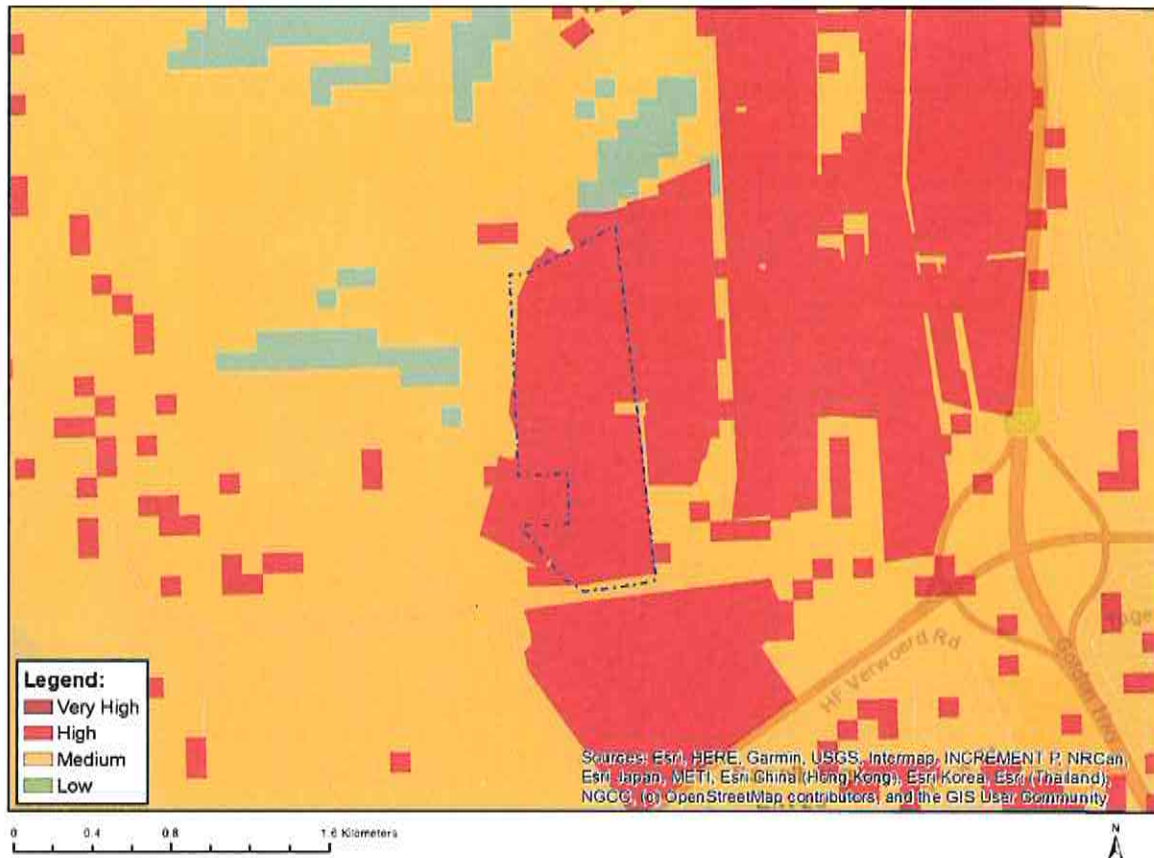 HF Verwoerd Rd
Legend:
Very High
High
Medium
Low
Sources: Esri, HERE, Garmin, USGS, Intermap, INCREMENT P, NRCan,
Esri Japan, METI, Esri China (Hong Kong), Esri Korea, Esri (Thailand),
NGCC, (c) OpenStreetMap contributors, and the GIS User Community
0 0.4 0.8 1.6 Kilometers
N